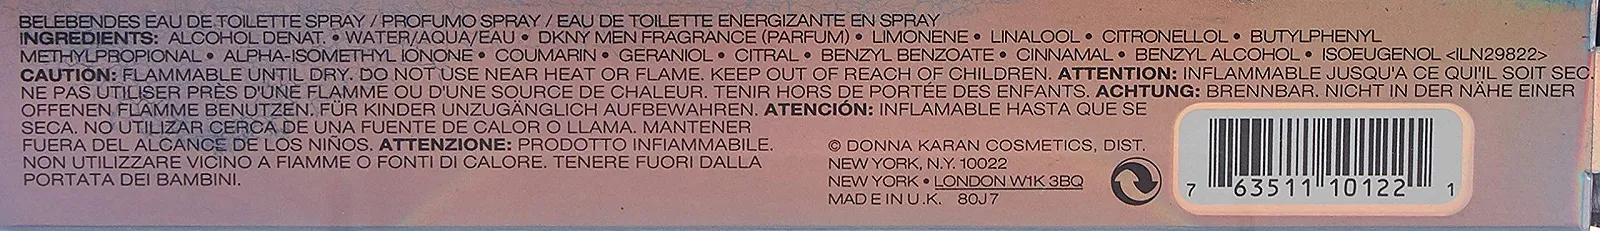 BELEBENDES EAU DE TOILETTE SPRAY / PROFUMO SPRAY / EAU DE TOILETTE ENERGIZANTE EN SPRAY
INGREDIENTS: ALCOHOL DENAT. • WATER/AQUA/EAU • DKNY MEN FRAGRANCE (PARFUM) • LIMONENE • LINALOOL • CITRONELLOL • BUTYLPHENYL
METHYLPROPIONAL • ALPHA-ISOMETHYL IONONE • COUMARIN • GERANIOL • CITRAL • BENZYL BENZOATE • CINNAMAL • BENZYL ALCOHOL • ISOEUGENOL <ILN29822>
CAUTION: FLAMMABLE UNTIL DRY. DO NOT USE NEAR HEAT OR FLAME. KEEP OUT OF REACH OF CHILDREN. ATTENTION: INFLAMMABLE JUSQU'A CE QU'IL SOIT SEC.
NE PAS UTILISER PRÈS D'UNE FLAMME OU D'UNE SOURCE DE CHALEUR. TENIR HORS DE PORTÉE DES ENFANTS. ACHTUNG: BRENNBAR. NICHT IN DER NÄHE EINER
OFFENEN FLAMME BENUTZEN. FÜR KINDER UNZUGÄNGLICH AUFBEWAHREN. ATENCIÓN: INFLAMABLE HASTA QUE SE
SECA. NO UTILIZAR CERCA DE UNA FUENTE DE CALOR O LLAMA. MANTENER
FUERA DEL ALCANCE DE LOS NIÑOS. ATTENZIONE: PRODOTTO INFIAMMABILE.
NON UTILIZZARE VICINO A FIAMME O FONTI DI CALORE. TENERE FUORI DALLA
PORTATA DEI BAMBINI.
© DONNA KARAN COSMETICS, DIST.
NEW YORK, N.Y. 10022
NEW YORK • LONDON W1K 3BQ
MADE IN U.K. 80J7
7 63511 10122 1